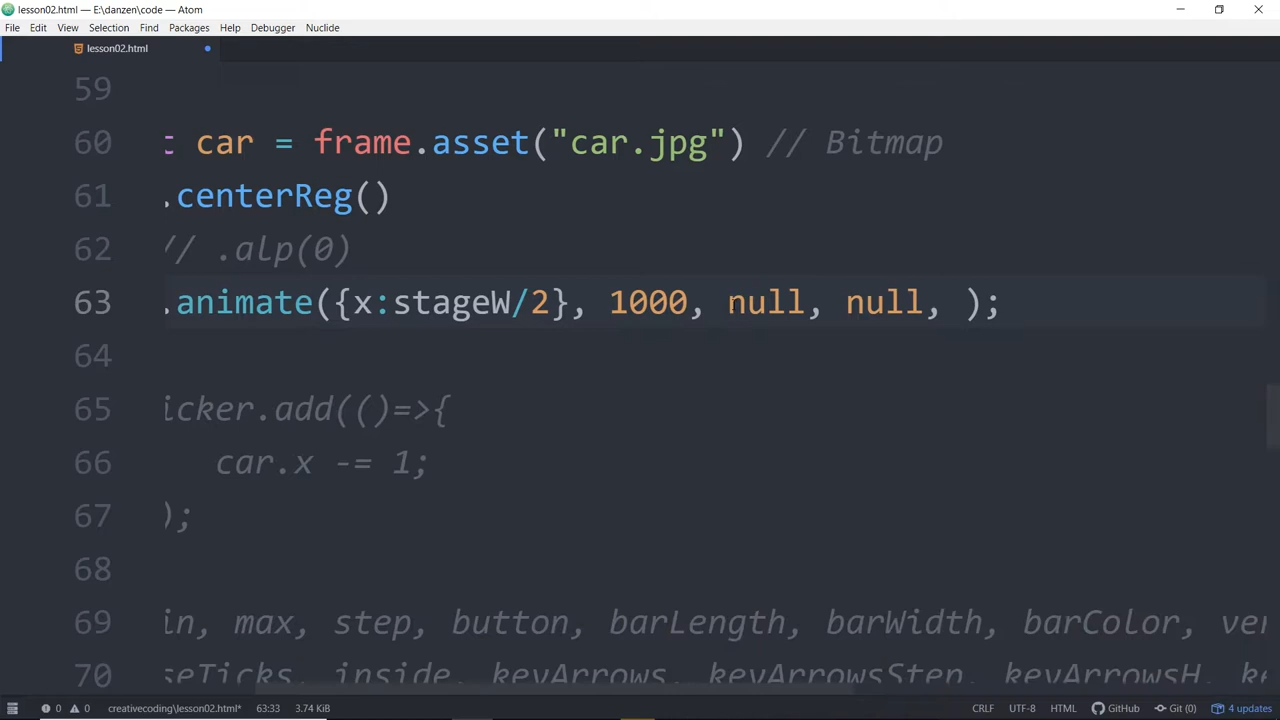 lesson02.html — E:\danzen\code — Atom
File Edit View Selection Find Packages Help Debugger Nuclide
lesson02.html
59
60 t car = frame.asset("car.jpg") // Bitmap
61 .centerReg()
62 // .alp(0)
63 .animate({x:stageW/2}, 1000, null, null, );
64
65 icker.add(()=>{
66 car.x -= 1;
67 );
68
69 in, max, step, button, barLength, barWidth, barColor, ver
70 seTicks, inside, keyArrows, keyArrowsStep, keyArrowsH, ke
0 0 creativecoding\lesson02.html* 63:33 3.74 KiB CRLF UTF-8 HTML GitHub Git (0) 4 updates